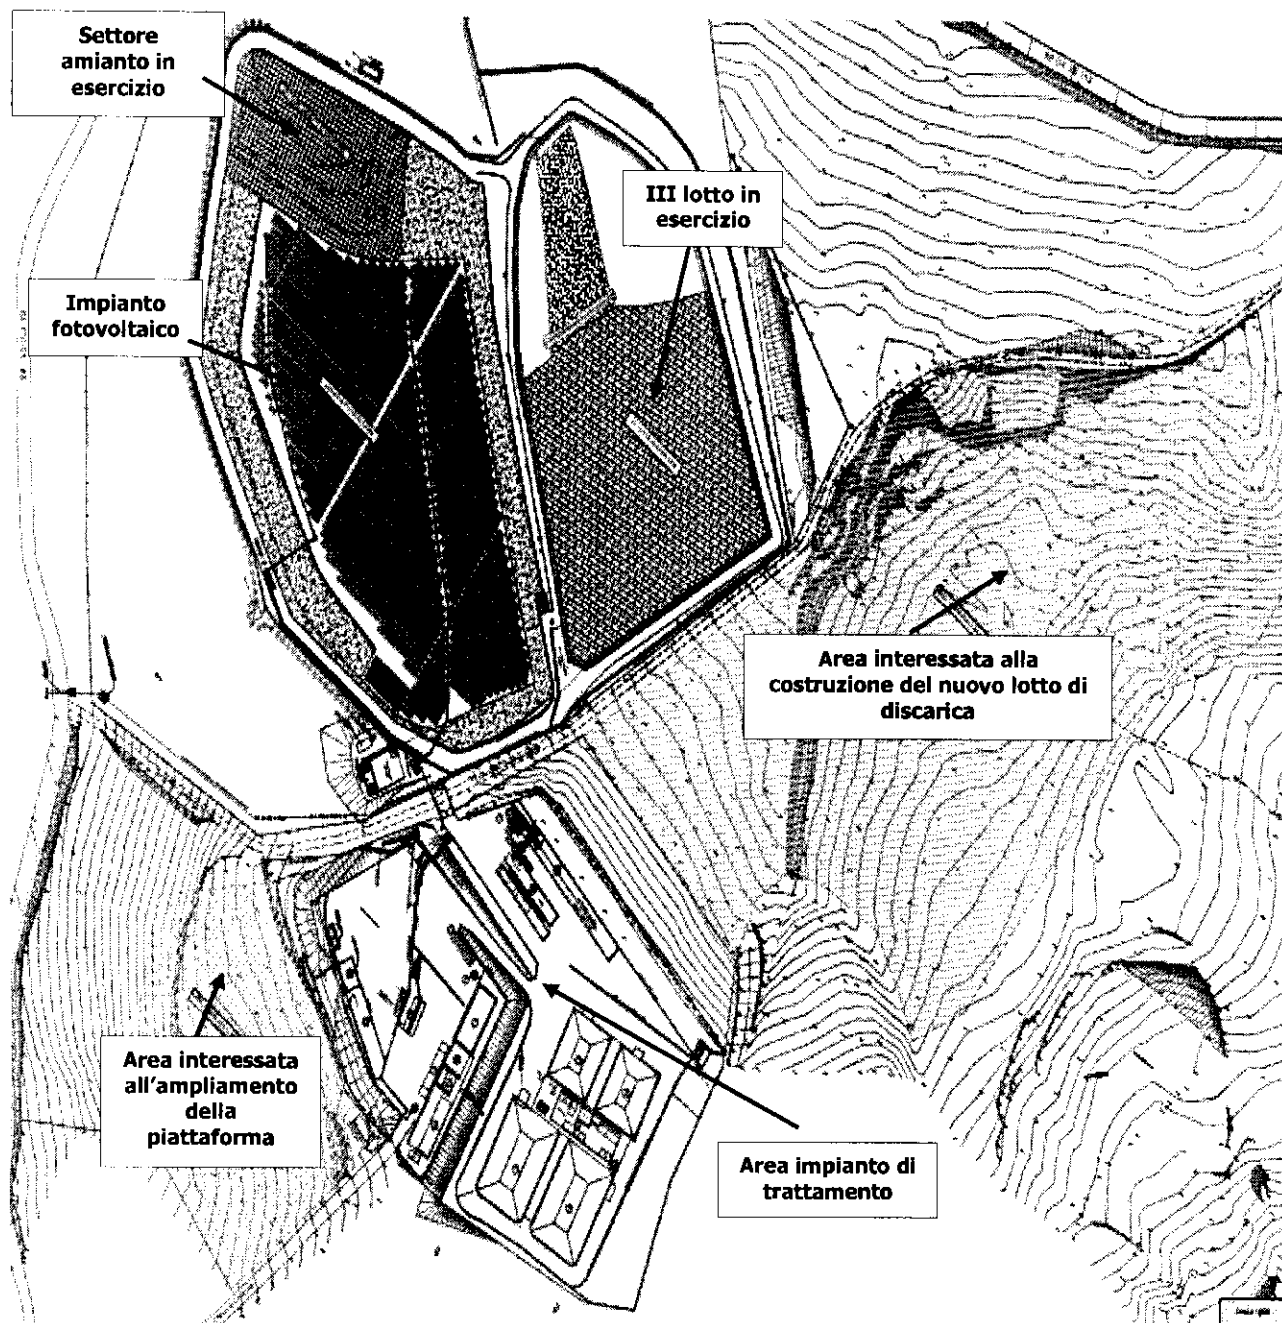 Settore
amianto in
esercizio
III lotto in
esercizio
Impianto
fotovoltaico
Area interessata alla
costruzione del nuovo lotto di
discarica
Area interessata
all'ampliamento
della
piattaforma
Area impianto di
trattamento